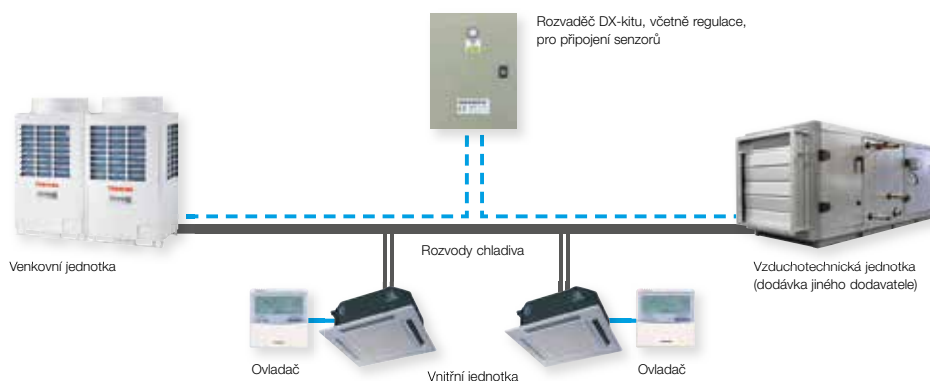 Rozvaděč DX-kitu, včetně regulace,
pro připojení senzorů
Venkovní jednotka
Rozvody chladiva
Vzduchotechnická jednotka
(dodávka jiného dodavatele)
Ovladač
Vnitřní jednotka
Ovladač